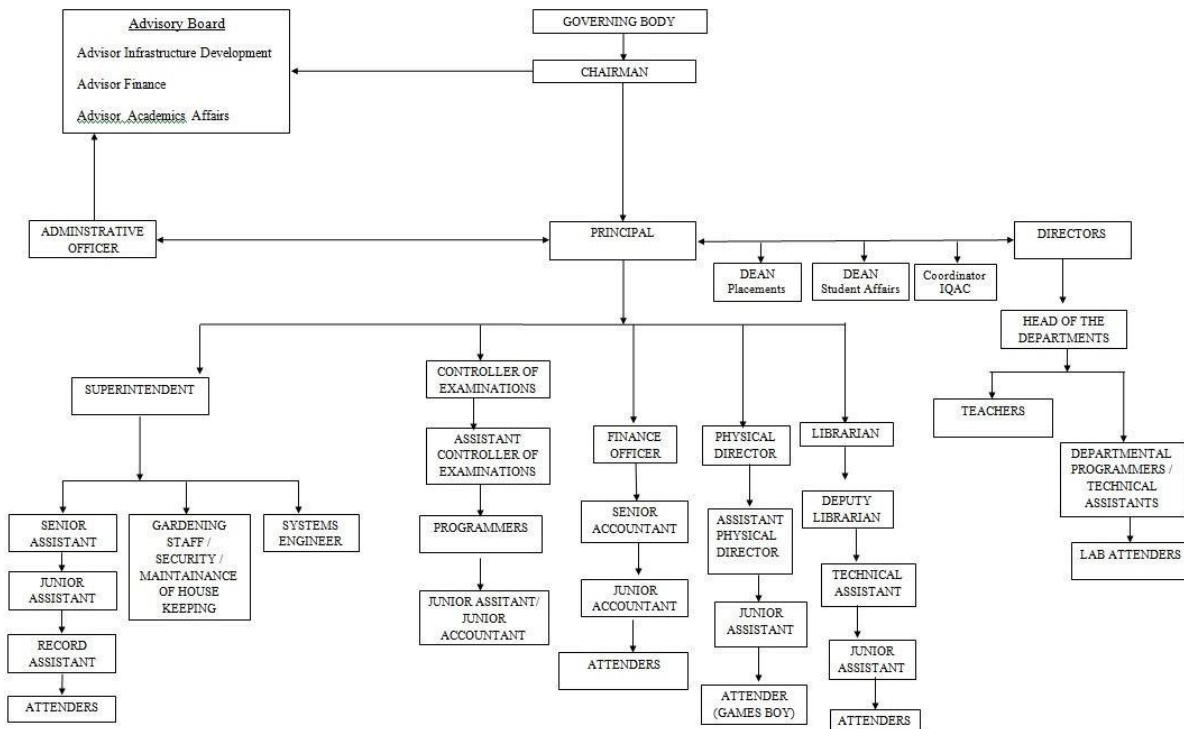 Advisory Board
Advisor Infrastructure Development
Advisor Finance
Advisor Academics Affairs
GOVERNING BODY
CHAIRMAN
ADMINSTRATIVE
OFFICER
PRINCIPAL
DIRECTORS
DEAN
Placements
DEAN
Student Affairs
Coordinator
IQAC
HEAD OF THE
DEPARTMENTS
TEACHERS
DEPARTMENTAL
PROGRAMMERS /
TECHNICAL
ASSISTANTS
LAB ATTENDERS
SUPERINTENDENT
SENIOR
ASSISTANT
JUNIOR
ASSISTANT
RECORD
ASSISTANT
ATTENDERS
GARDENING
STAFF /
SECURITY /
MAINTAINANCE
OF HOUSE
KEEPING
SYSTEMS
ENGINEER
CONTROLLER OF
EXAMINATIONS
ASSISTANT
CONTROLLER OF
EXAMINATIONS
PROGRAMMERS
JUNIOR ASSITANT/
JUNIOR
ACCOUNTANT
FINANCE
OFFICER
SENIOR
ACCOUNTANT
JUNIOR
ACCOUNTANT
ATTENDERS
PHYSICAL
DIRECTOR
ASSISTANT
PHYSICAL
DIRECTOR
JUNIOR
ASSISTANT
ATTENDER
(GAMES BOY)
LIBRARIAN
DEPUTY
LIBRARIAN
TECHNICAL
ASSISTANT
JUNIOR
ASSISTANT
ATTENDERS